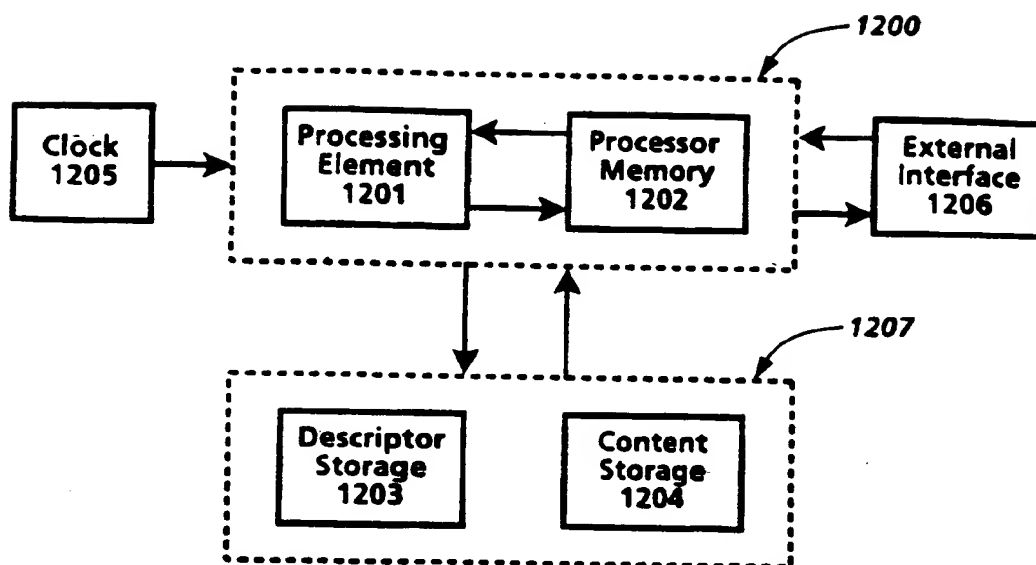 1200
Clock
1205
Processing
Element
1201
Processor
Memory
1202
External
Interface
1206
1207
Descriptor
Storage
1203
Content
Storage
1204